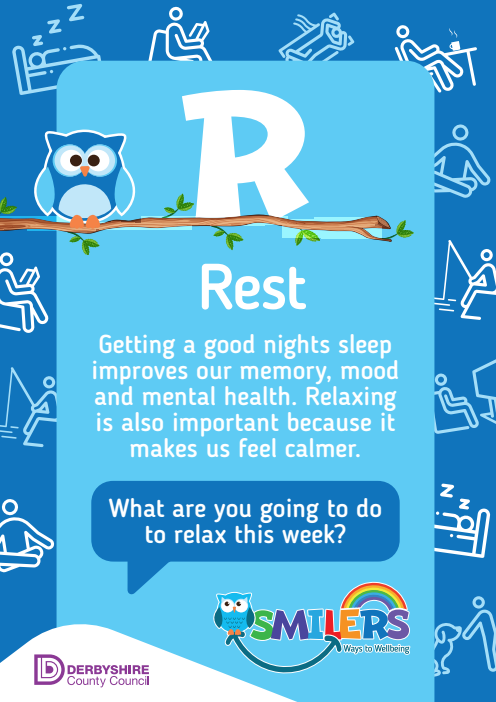 z z z
R
Rest
Getting a good nights sleep
improves our memory, mood
and mental health. Relaxing
is also important because it
makes us feel calmer.
What are you going to do
to relax this week?
z z
SMILERS
Ways to Wellbeing
DERBYSHIRE
County Council